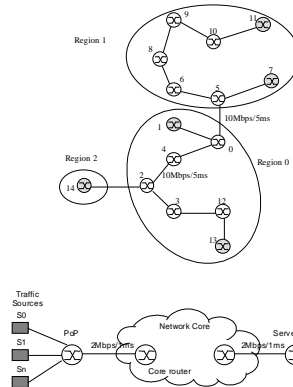 9
11
10
Region 1
8
7
6
5
10Mbps/5ms
1
0
4
Region 2
Region 0
10Mbps/5ms
14
2
3
12
13
Traffic
Sources
S0
PoP
Network Core
Serve
S1
2Mbps/1ms
2Mbps/1ms
Core router
Sn